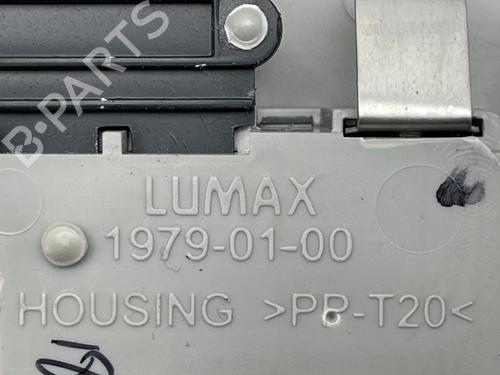 B-PARTS
LUMAX
1979-01-00
HOUSING >PP-T20<